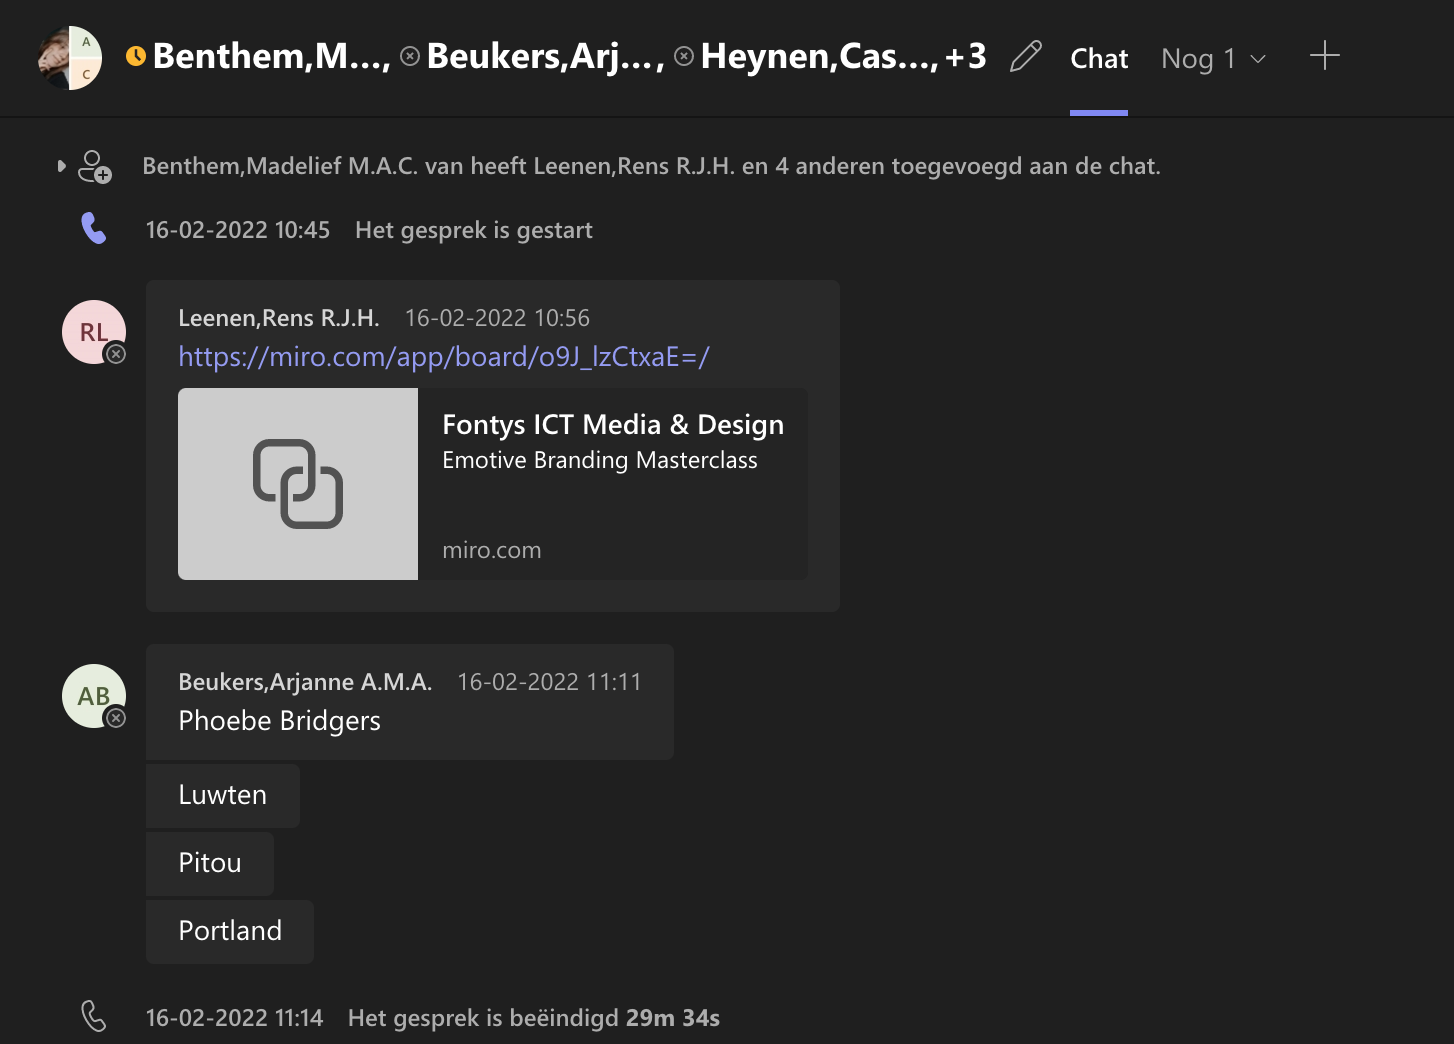 A
C
Benthem,M..., Beukers,Arj..., Heynen,Cas..., +3 Chat Nog 1
Benthem,Madelief M.A.C. van heeft Leenen,Rens R.J.H. en 4 anderen toegevoegd aan de chat.
16-02-2022 10:45 Het gesprek is gestart
RL
Leenen,Rens R.J.H. 16-02-2022 10:56
https://miro.com/app/board/o9J_lzCtxaE=/
Fontys ICT Media & Design
Emotive Branding Masterclass
miro.com
AB
Beukers,Arjanne A.M.A. 16-02-2022 11:11
Phoebe Bridgers
Luwten
Pitou
Portland
16-02-2022 11:14 Het gesprek is beëindigd 29m 34s